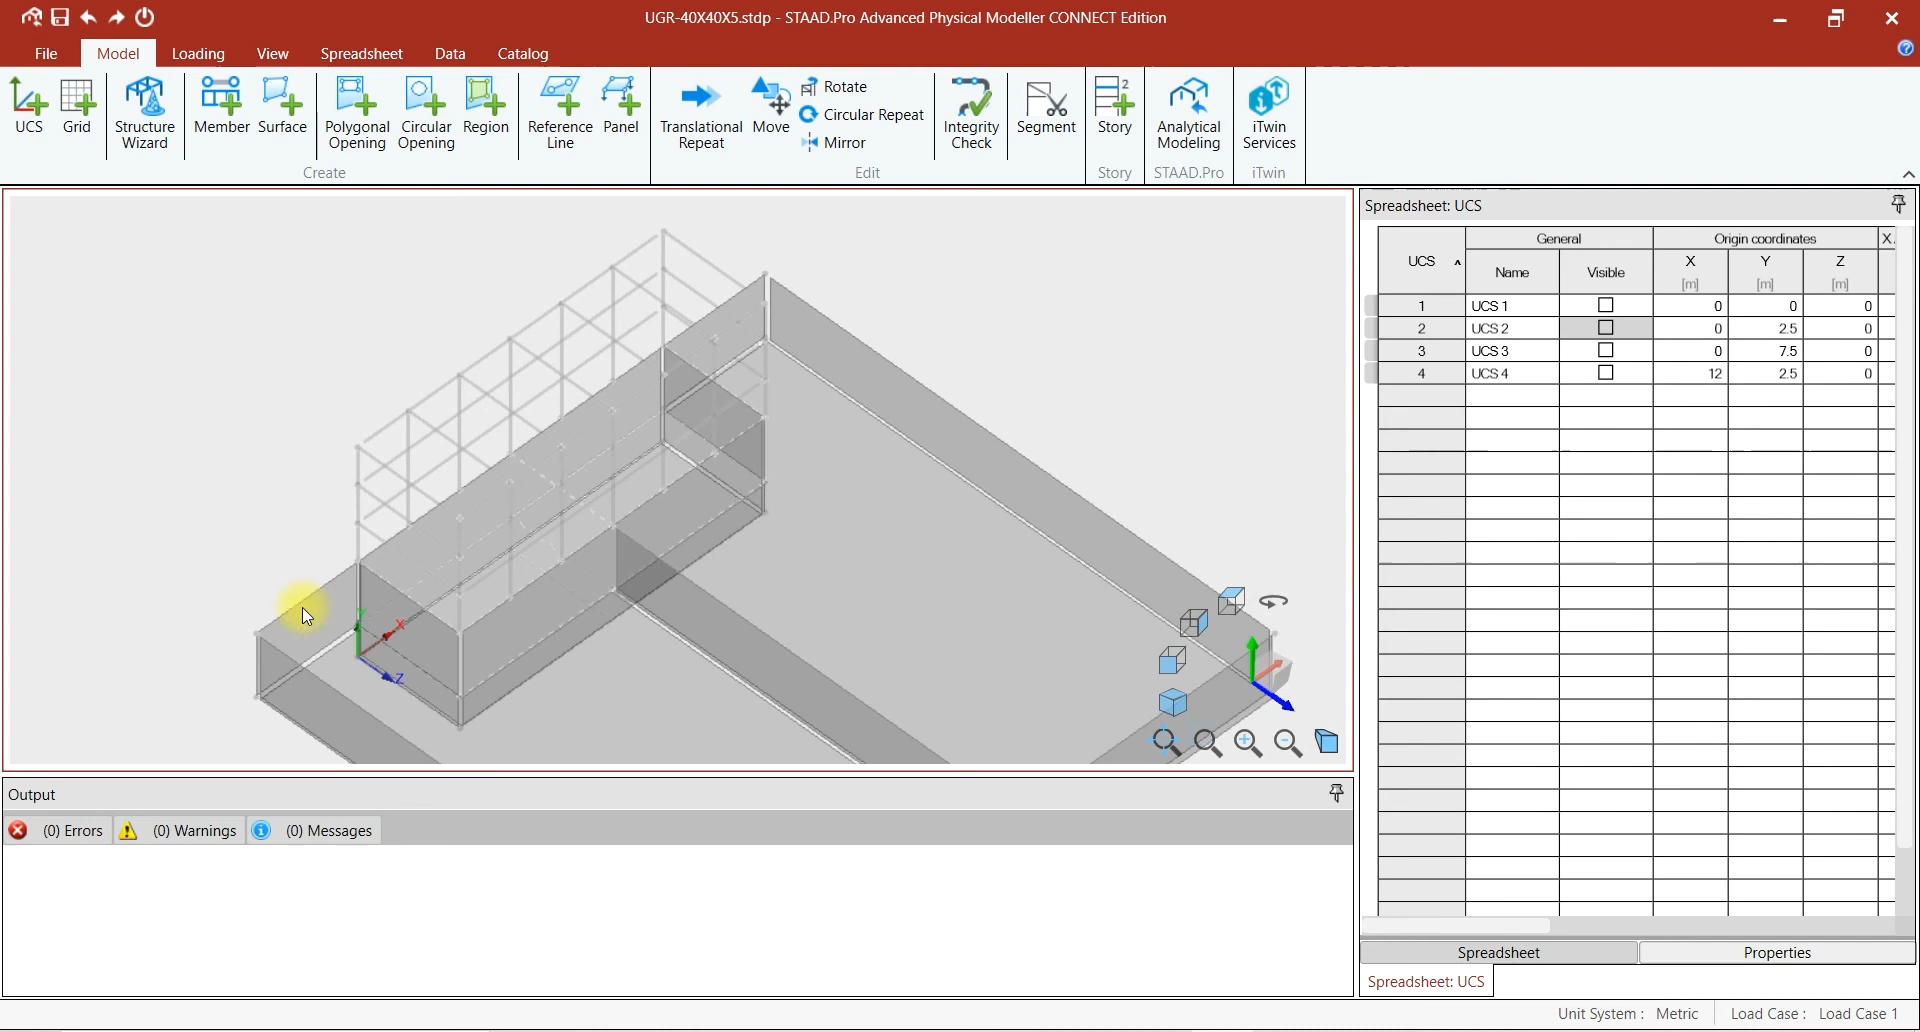 UGR-40X40X5.stdp - STAAD.Pro Advanced Physical Modeller CONNECT Edition
File Model Loading View Spreadsheet Data Catalog
UCS Grid Structure Wizard Member Surface Polygonal Opening Circular Opening Region Reference Line Panel
Create
Translational Repeat Move Rotate Circular Repeat Mirror Integrity Check Segment
Edit
Story
Story
Analytical Modeling
STAAD.Pro
iTwin Services
iTwin
X
Y
Z
Spreadsheet: UCS
General Origin coordinates X
UCS Name Visible X Y Z
[m] [m] [m]
1 UCS 1 0 0 0
2 UCS 2 0 2.5 0
3 UCS 3 0 7.5 0
4 UCS 4 12 2.5 0
Output
(0) Errors (0) Warnings (0) Messages
Spreadsheet Properties
Spreadsheet: UCS
Unit System : Metric Load Case : Load Case 1